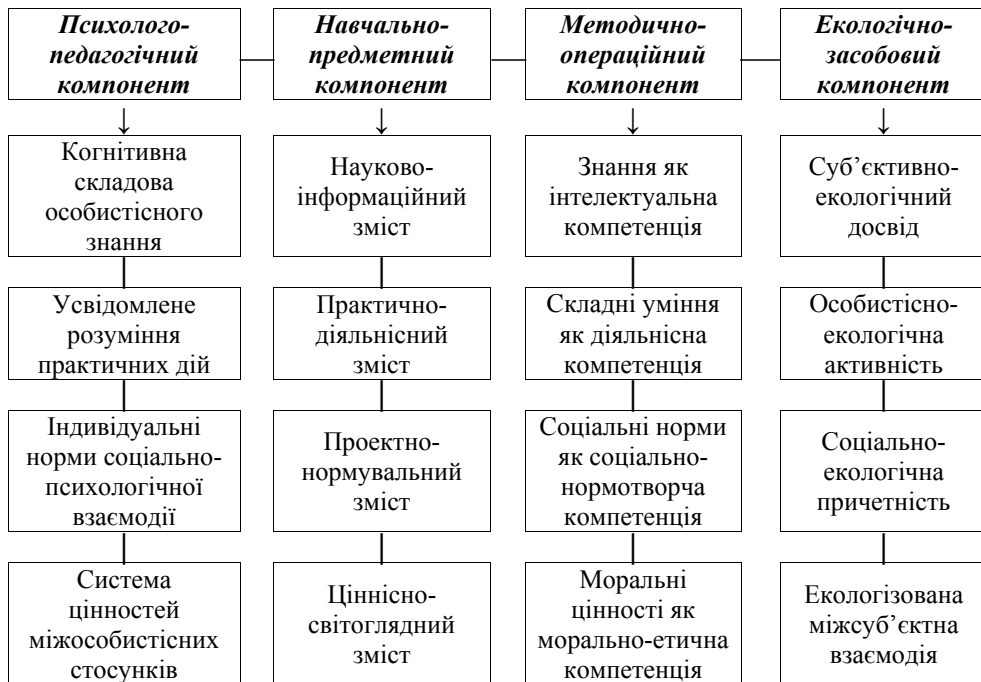 Психолого-
педагогічний
компонент
Навчально-
предметний
компонент
Методично-
операційний
компонент
Екологічно-
засобовий
компонент
Когнітивна
складова
особистісного
знання
Науково-
інформаційний
зміст
Знання як
інтелектуальна
компетенція
Суб’єктивно-
екологічний
досвід
Усвідомлене
розуміння
практичних дій
Практично-
діяльнісний
зміст
Складні уміння
як діяльнісна
компетенція
Особистісно-
екологічна
активність
Індивідуальні
норми соціально-
психологічної
взаємодії
Проектно-
нормувальний
зміст
Соціальні норми
як соціально-
нормотворча
компетенція
Соціально-
екологічна
причетність
Система
цінностей
міжособистісних
стосунків
Ціннісно-
світоглядний
зміст
Моральні
цінності як
морально-етична
компетенція
Екологізована
міжсуб’єктна
взаємодія